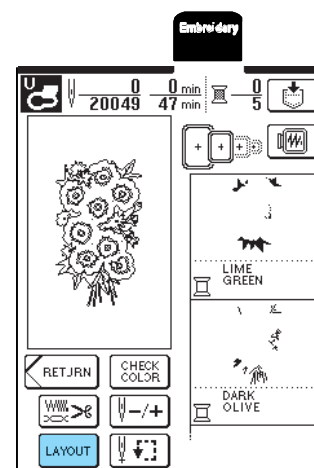 Embroidery
U
0 0 min 0
20049 47 min 5
LIME
GREEN
RETURN
CHECK
COLOR
DARK
OLIVE
-/+
LAYOUT